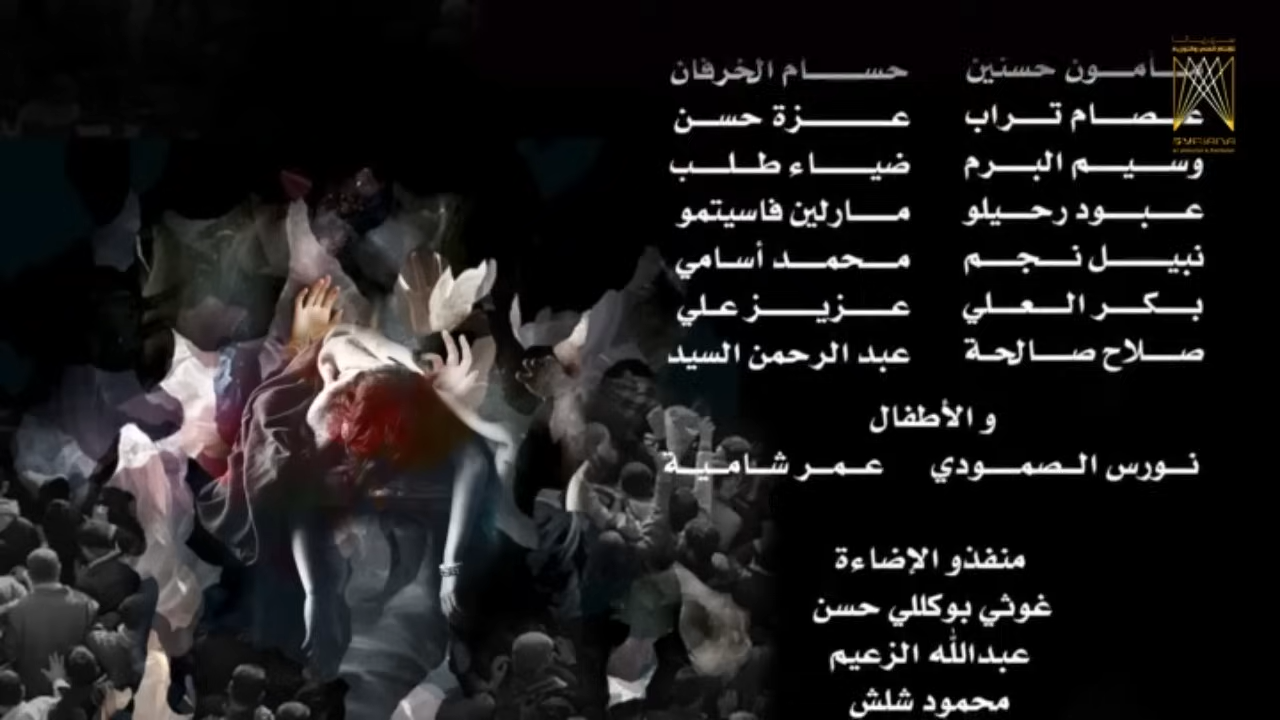 مأمون حسنين حسام الخرفان
عصام تراب عزة حسن
وسيم البرم ضياء طلب
عبود رحيلو مارلين فاسيتمو
نبيل نجم محمد أسامي
بكر العلي عزيز علي
صلاح صالحة عبد الرحمن السيد
و الأطفال
نورس الصمودي عمر شامية
منفذو الإضاءة
غوثي بوكللي حسن
عبدالله الزعيم
محمود شلش
SYRIANA